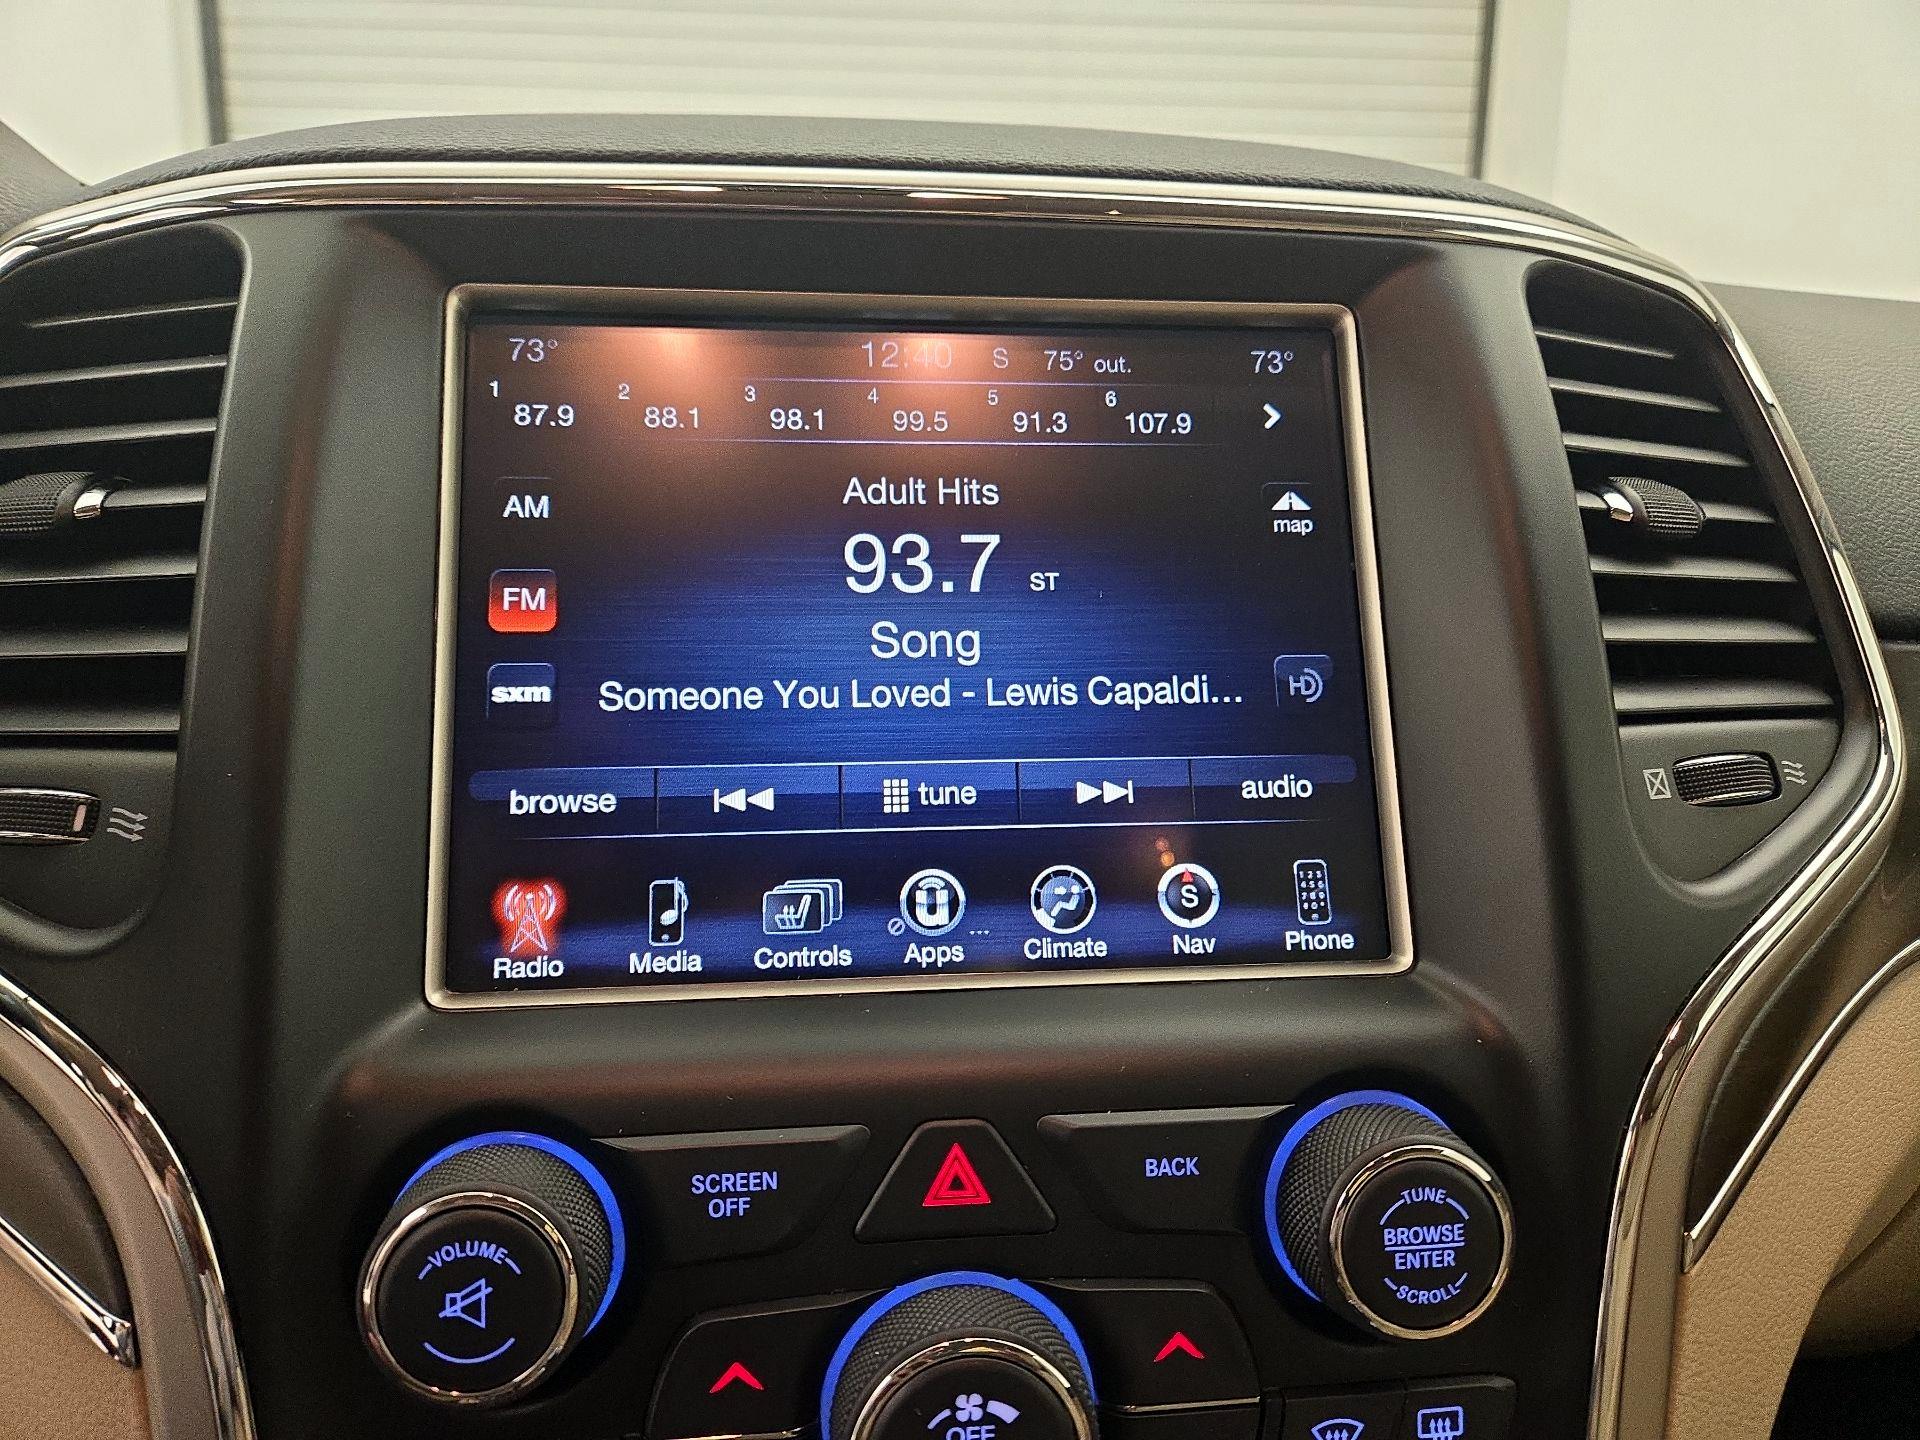 73° 12:40 S 75° out. 73°
1 87.9 2 88.1 3 98.1 4 99.5 5 91.3 6 107.9
Adult Hits
AM
map
93.7 ST
FM
Song
sxm
Someone You Loved - Lewis Capaldi...
HD
browse tune audio
S
Radio Media Controls Apps ... Climate Nav Phone
SCREEN
OFF
BACK
TUNE
BROWSE
ENTER
SCROLL
VOLUME
OFF